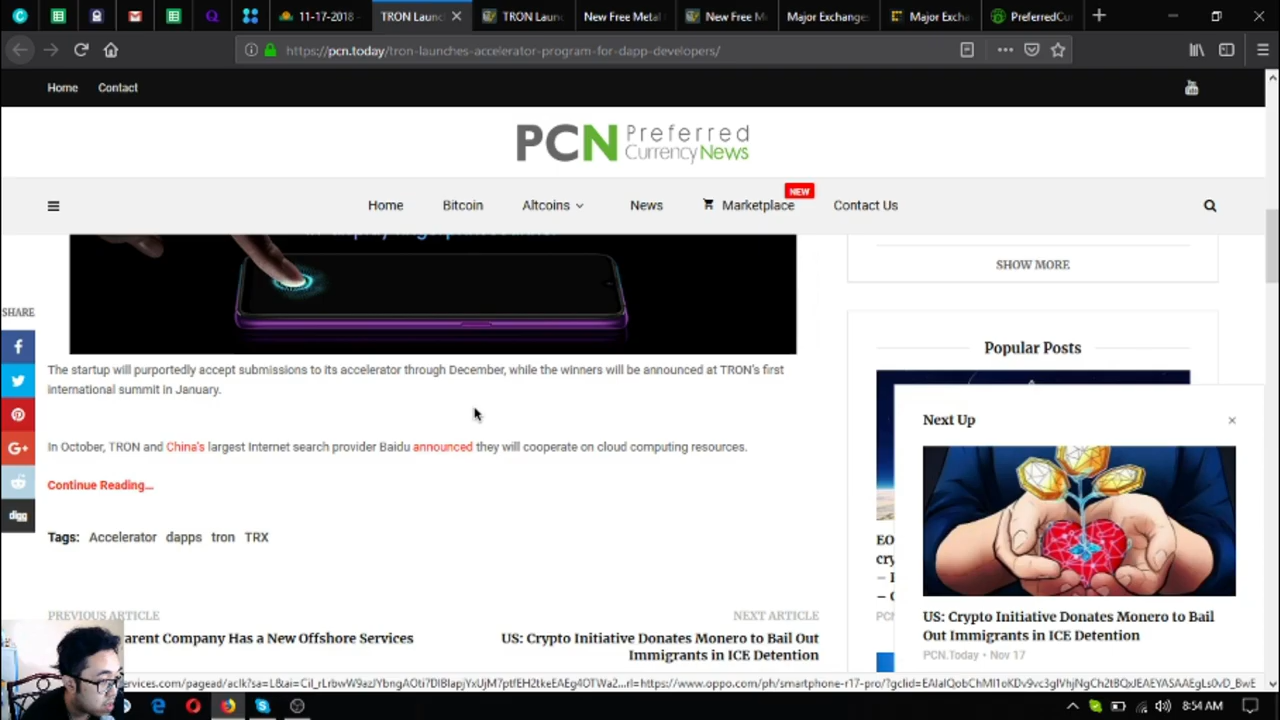 11-17-2018 -
TRON Launc
TRON Laun
New Free Metal
New Free M
Major Exchanges
Major Excha
PreferredCur
https://pcn.today/tron-launches-accelerator-program-for-dapp-developers/
Home Contact
PCN Preferred
CurrencyNews
Home
Bitcoin
Altcoins
News
NEW
Marketplace
Contact Us
SHOW MORE
SHARE
The startup will purportedly accept submissions to its accelerator through December, while the winners will be announced at TRON's first
international summit in January.
In October, TRON and China's largest Internet search provider Baidu announced they will cooperate on cloud computing resources.
Continue Reading...
Tags: Accelerator dapps tron TRX
PREVIOUS ARTICLE
arent Company Has a New Offshore Services
NEXT ARTICLE
US: Crypto Initiative Donates Monero to Bail Out
Immigrants in ICE Detention
Popular Posts
EO
cry
Next Up
US: Crypto Initiative Donates Monero to Bail
Out Immigrants in ICE Detention
PCN.Today • Nov 17
digg
8:54 AM